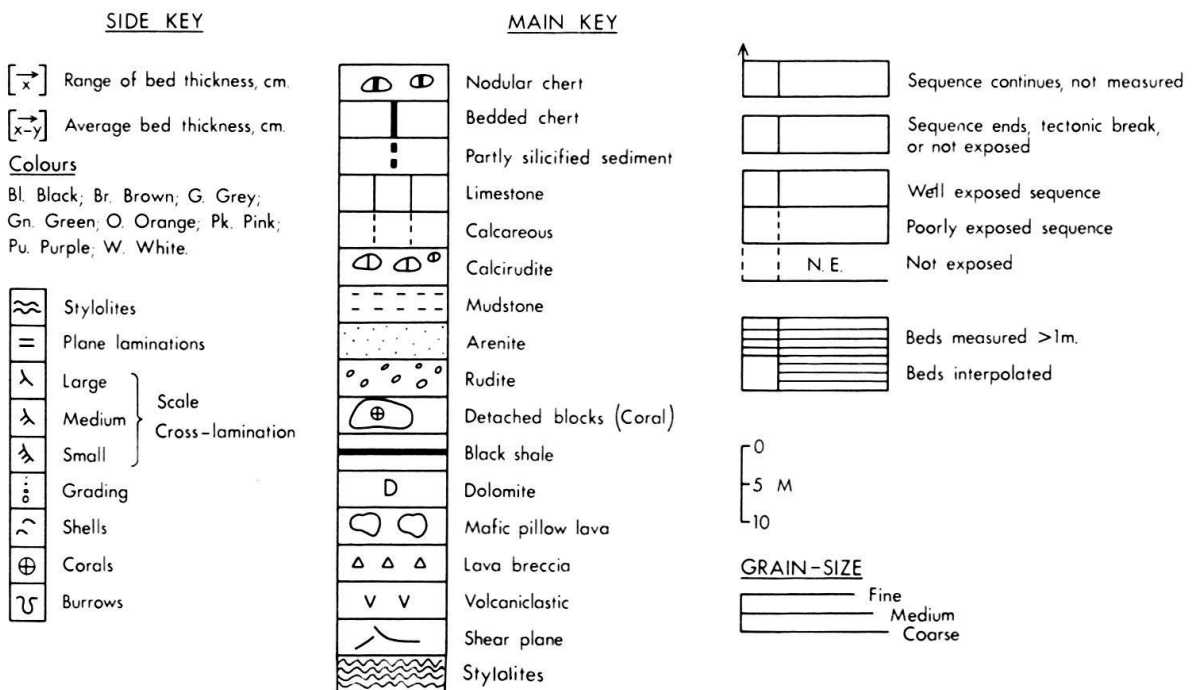 SIDE KEY
[x] Range of bed thickness, cm.
[x-y] Average bed thickness, cm.
Colours
Bl. Black; Br. Brown; G. Grey;
Gn. Green; O. Orange; Pk. Pink;
Pu. Purple; W. White.
Stylolites
Plane laminations
Large
Medium
Small
Scale
Cross-lamination
Grading
Shells
Corals
Burrows
MAIN KEY
Nodular chert
Bedded chert
Partly silicified sediment
Limestone
Calcareous
Calcirudite
Mudstone
Arenite
Rudite
Detached blocks (Coral)
Black shale
D
Dolomite
Mafic pillow lava
Lava breccia
V V
Volcaniclastic
Shear plane
Stylolites
Sequence continues, not measured
Sequence ends, tectonic break,
or not exposed
Well exposed sequence
Poorly exposed sequence
N.E.
Not exposed
Beds measured >1m.
Beds interpolated
0
5 M
10
GRAIN-SIZE
Fine
Medium
Coarse